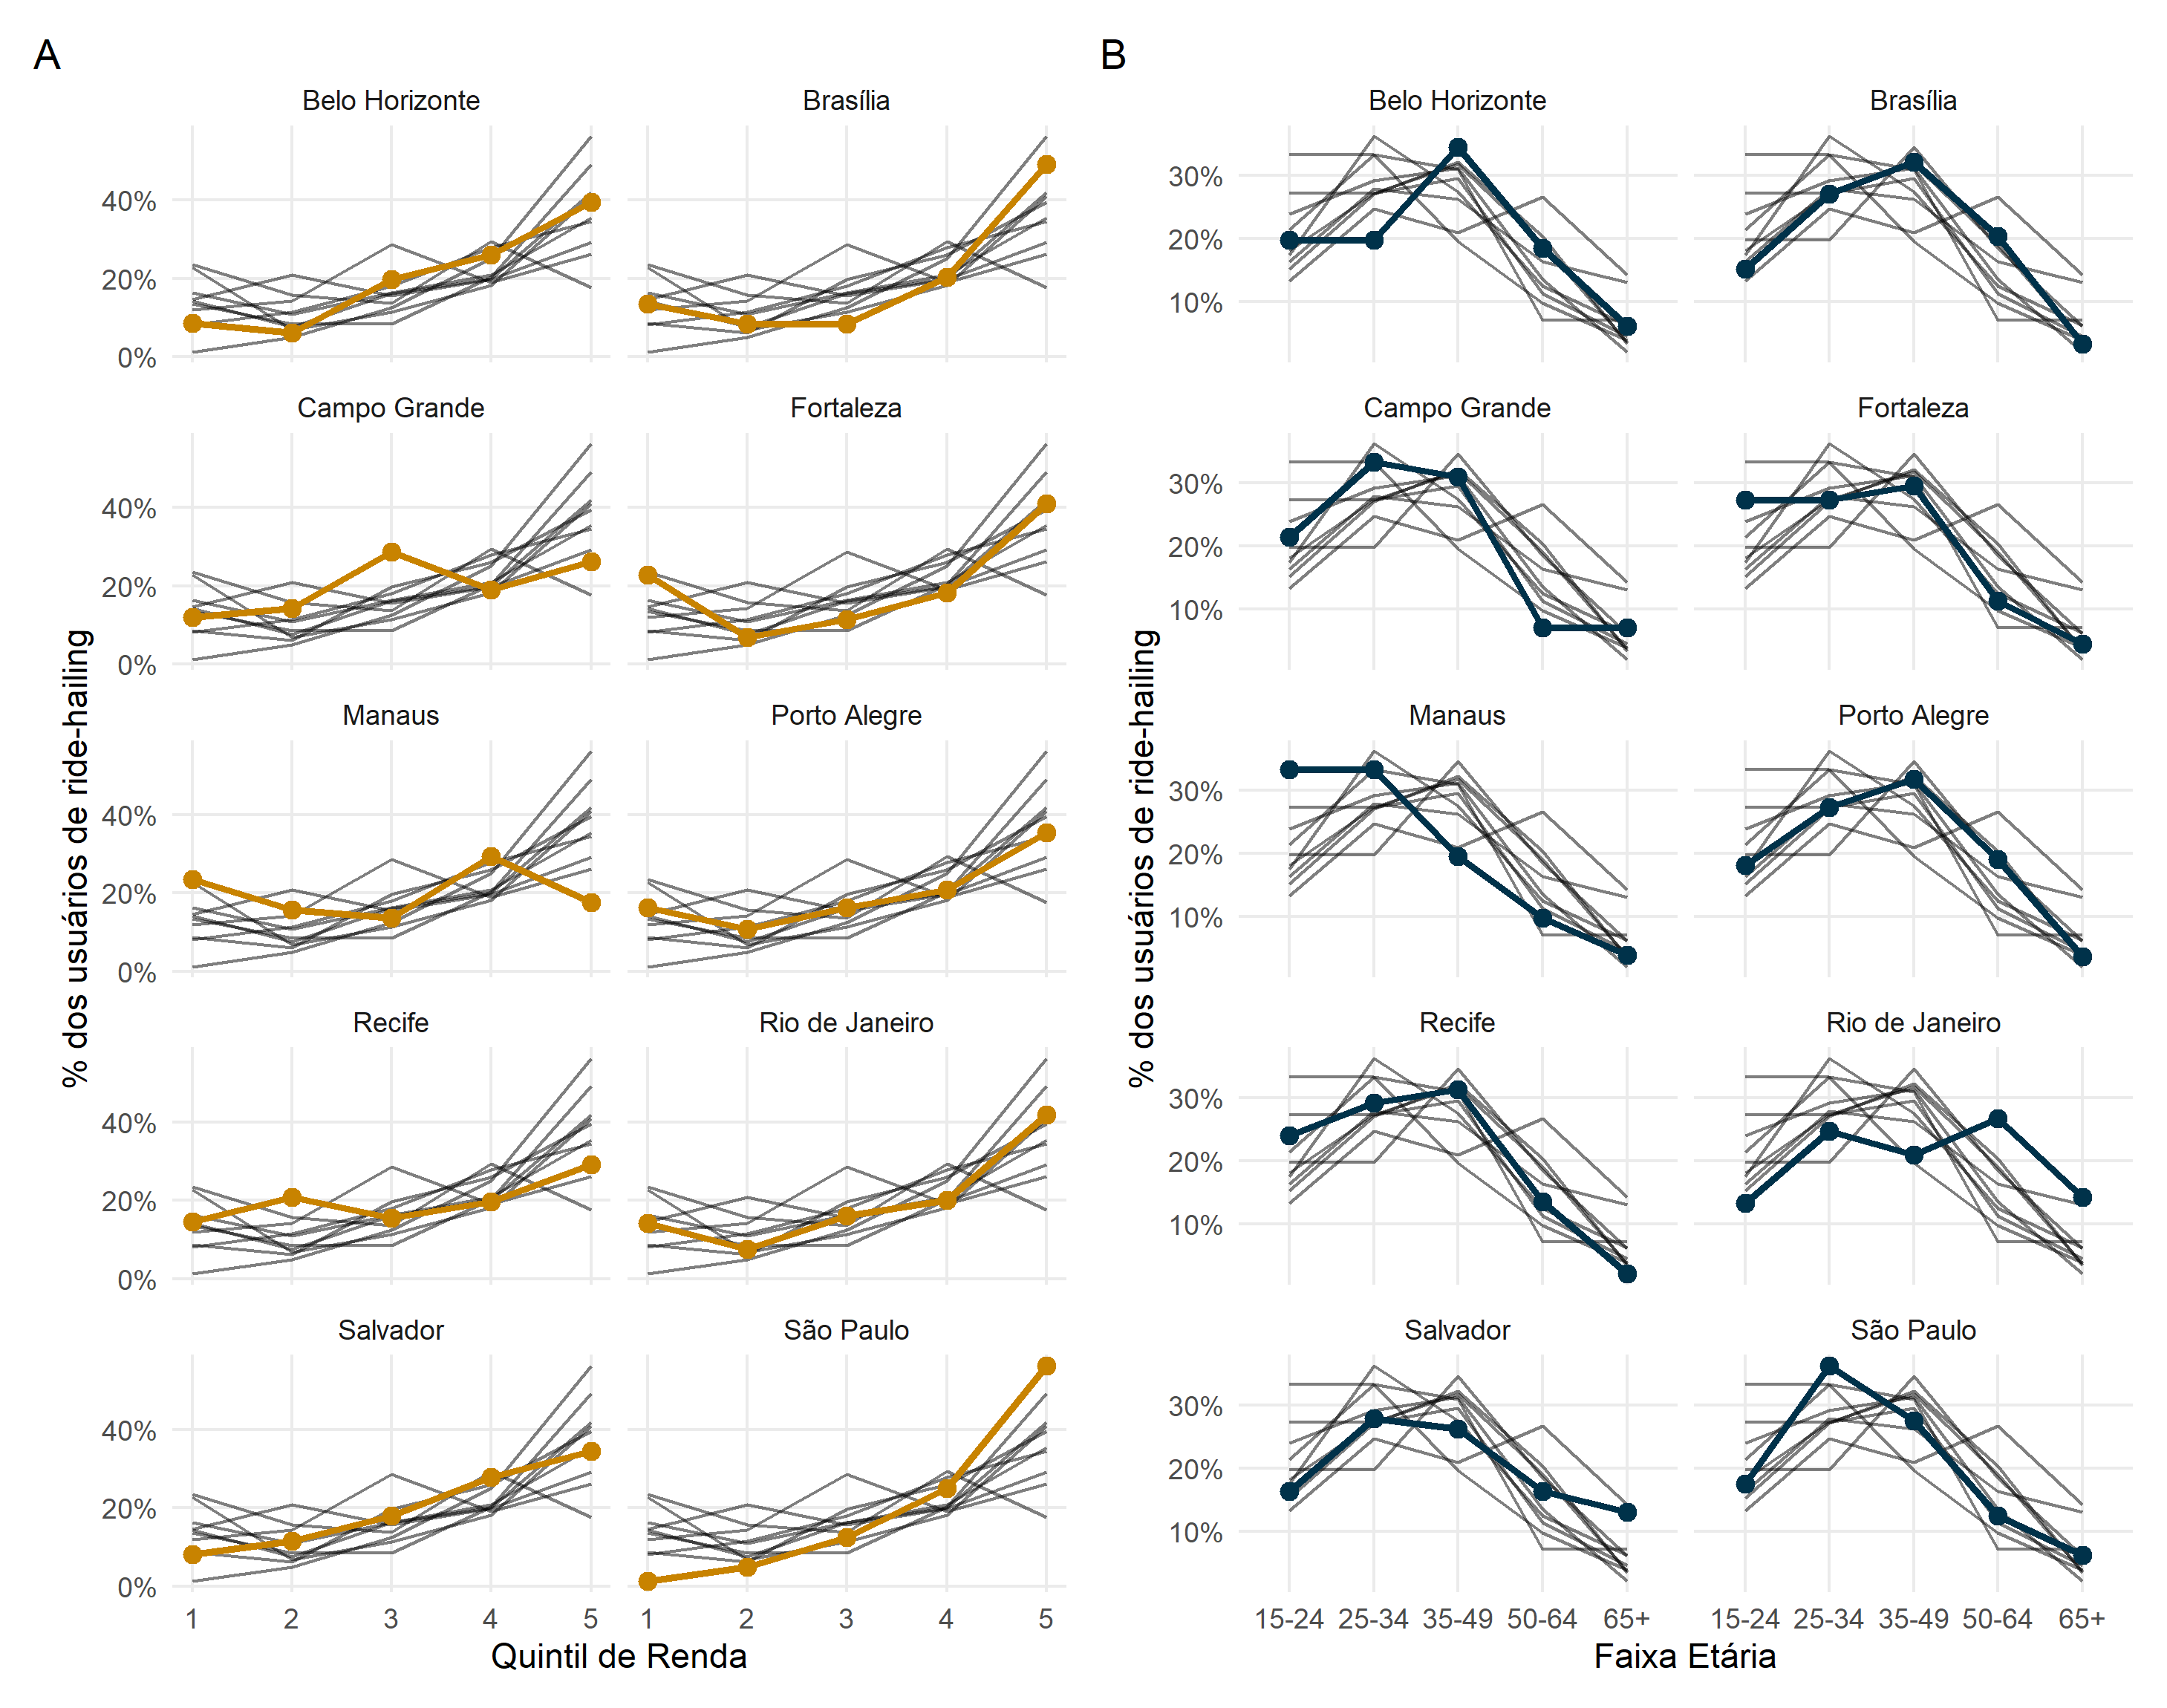 A
Belo Horizonte
Brasília
40%
20%
0%
Campo Grande
Fortaleza
40%
20%
0%
Manaus
Porto Alegre
40%
20%
0%
Recife
Rio de Janeiro
40%
20%
0%
Salvador
São Paulo
40%
20%
0%
1 2 3 4 5
1 2 3 4 5
Quintil de Renda
% dos usuários de ride-hailing
B
Belo Horizonte
Brasília
30%
20%
10%
Campo Grande
Fortaleza
30%
20%
10%
Manaus
Porto Alegre
30%
20%
10%
Recife
Rio de Janeiro
30%
20%
10%
Salvador
São Paulo
30%
20%
10%
15-24 25-34 35-49 50-64 65+
15-24 25-34 35-49 50-64 65+
Faixa Etária
% dos usuários de ride-hailing